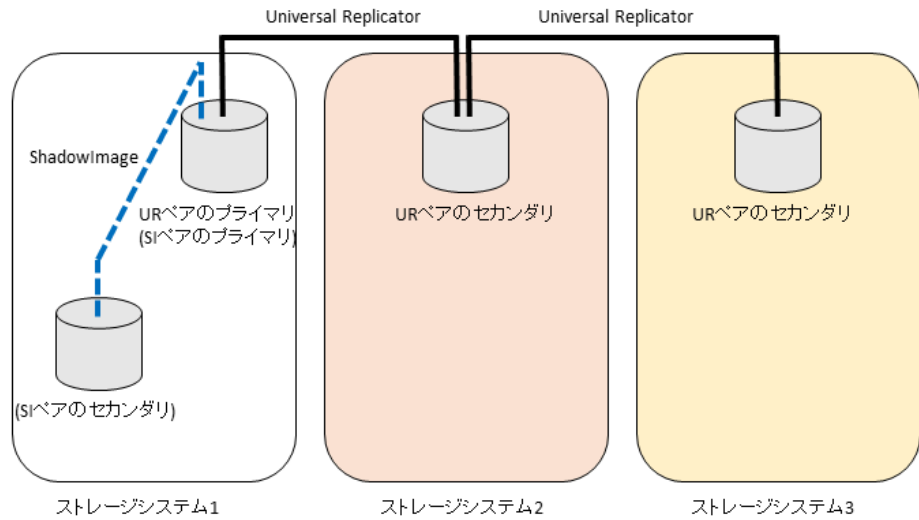 Universal Replicator
Universal Replicator
ShadowImage
URペアのプライマリ
(SIペアのプライマリ)
URペアのセカンダリ
URペアのセカンダリ
(SIペアのセカンダリ)
ストレージシステム1
ストレージシステム2
ストレージシステム3